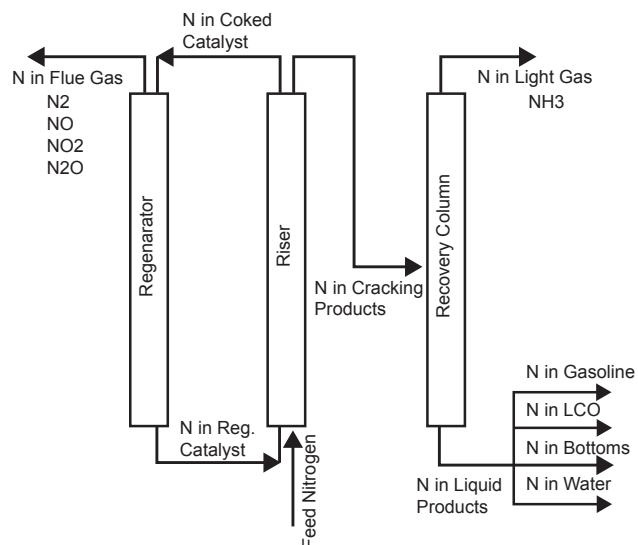 N in Coked
Catalyst
N in Flue Gas
N2
NO
NO2
N2O
N in Light Gas
NH3
Regenarator
Riser
Recovery Column
N in Cracking
Products
N in Reg.
Catalyst
Feed Nitrogen
N in Liquid
Products
N in Gasoline
N in LCO
N in Bottoms
N in Water